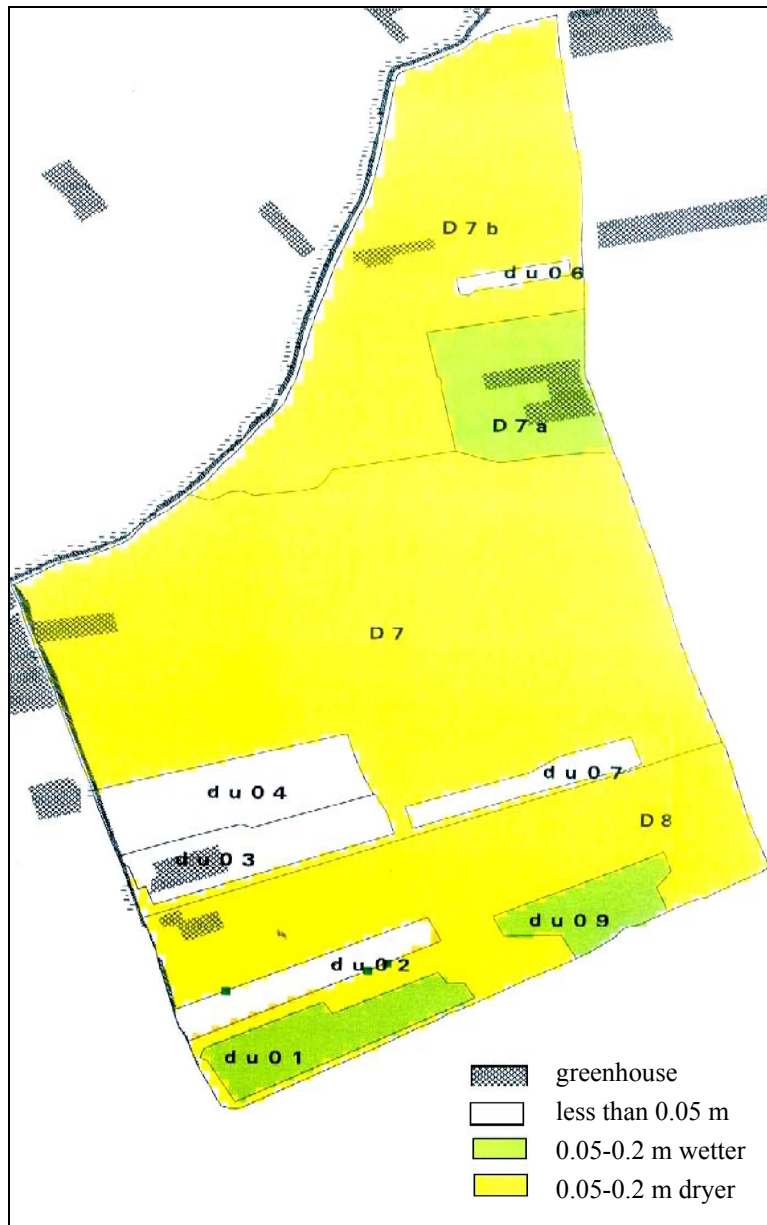 D 7 b
d u 0 6
D 7 a
D 7
d u 0 4
d u 0 7
d u 0 3
D 8
d u 0 9
d u 0 2
d u 0 1
greenhouse
less than 0.05 m
0.05-0.2 m wetter
0.05-0.2 m dryer